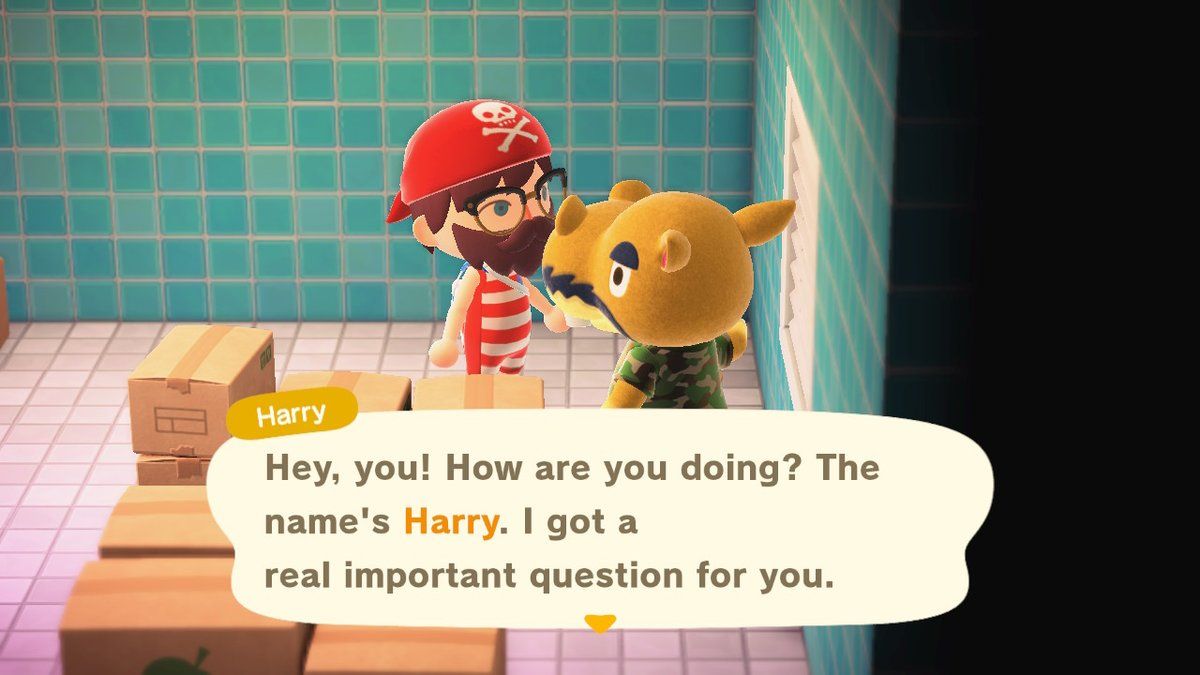 Harry
Hey, you! How are you doing? The
name's Harry. I got a
real important question for you.